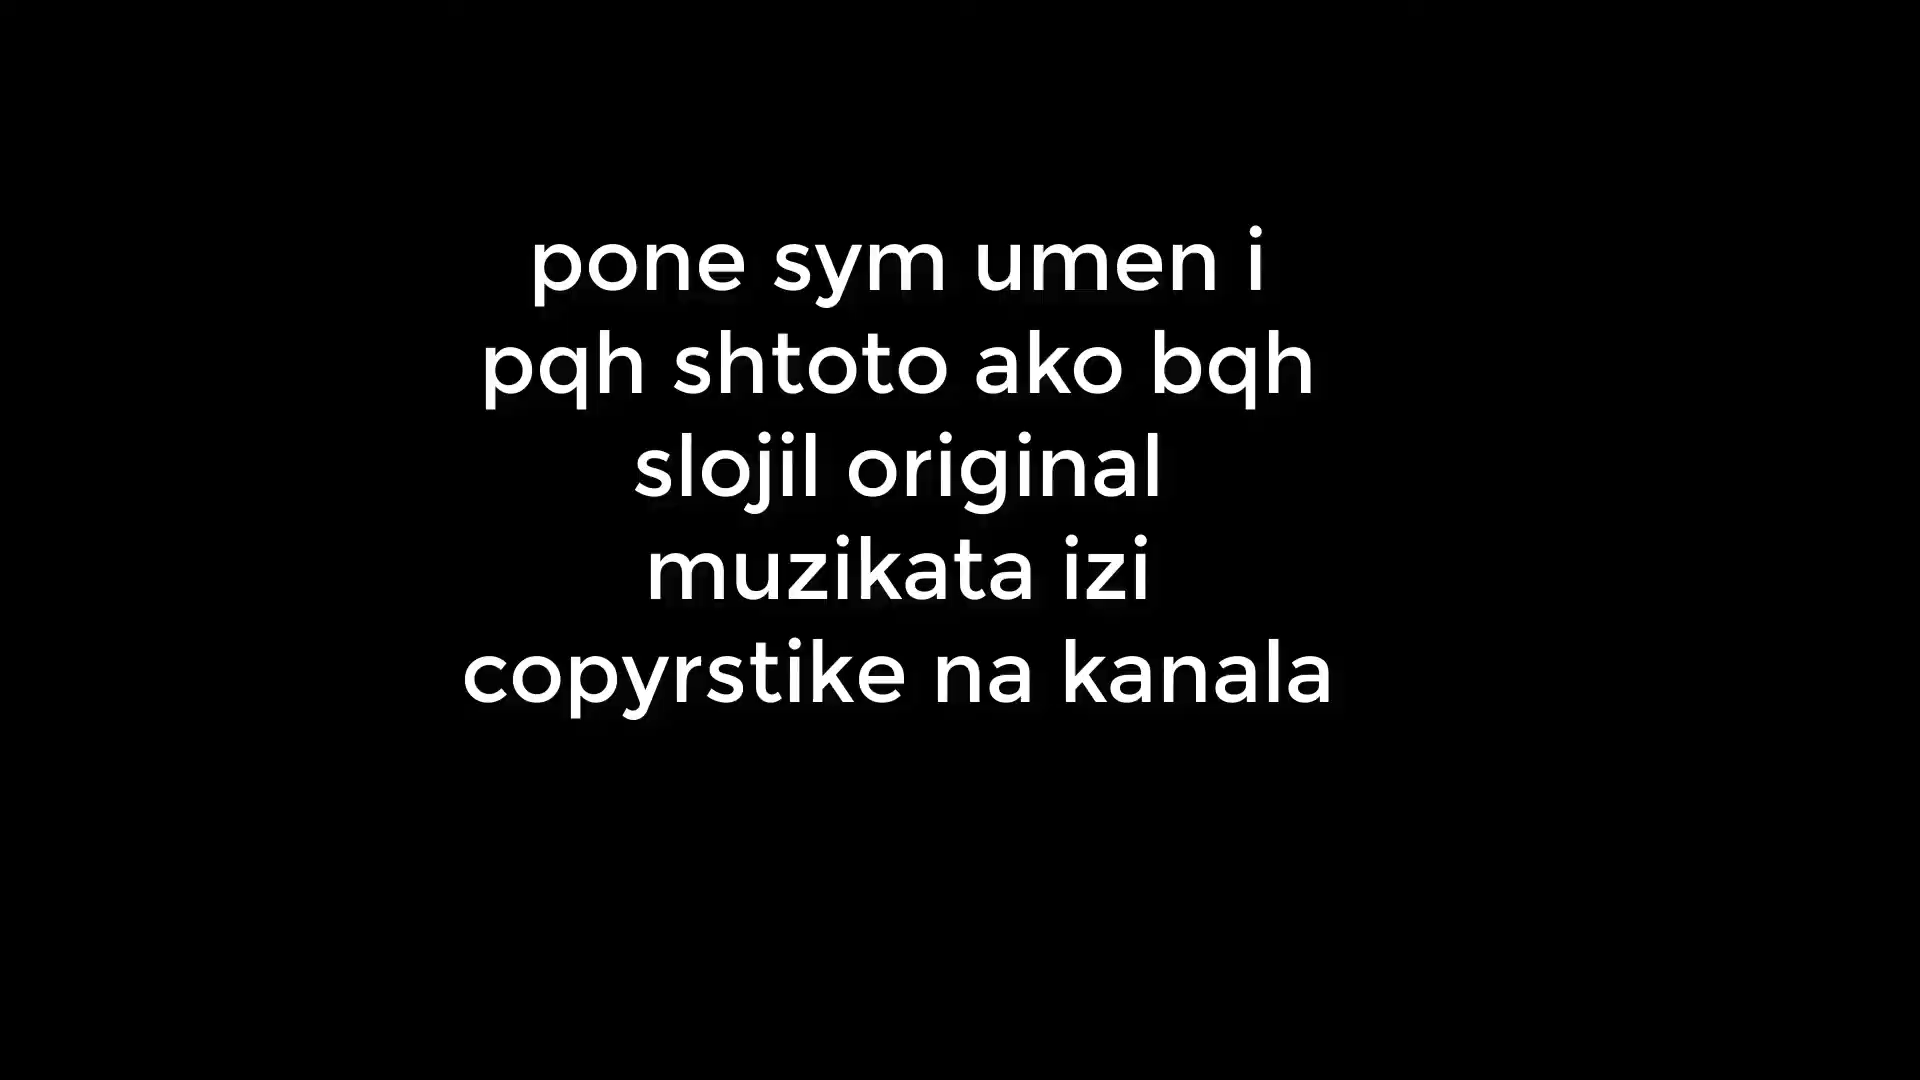 pone sym umen i
pqh shtoto ako bqh
slojil original
muzikata izi
copyrstike na kanala